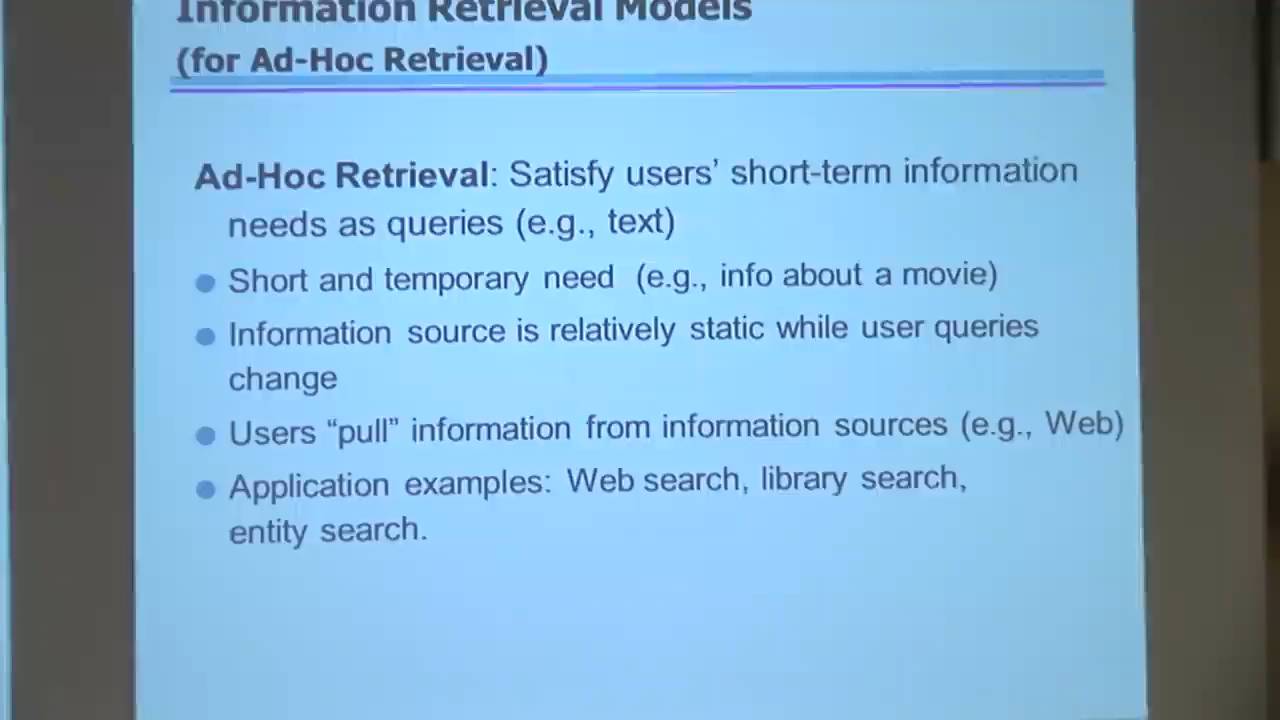 Information Retrieval Models
(for Ad-Hoc Retrieval)
Ad-Hoc Retrieval: Satisfy users’ short-term information
needs as queries (e.g., text)
Short and temporary need (e.g., info about a movie)
Information source is relatively static while user queries
change
Users “pull” information from information sources (e.g., Web)
Application examples: Web search, library search,
entity search.